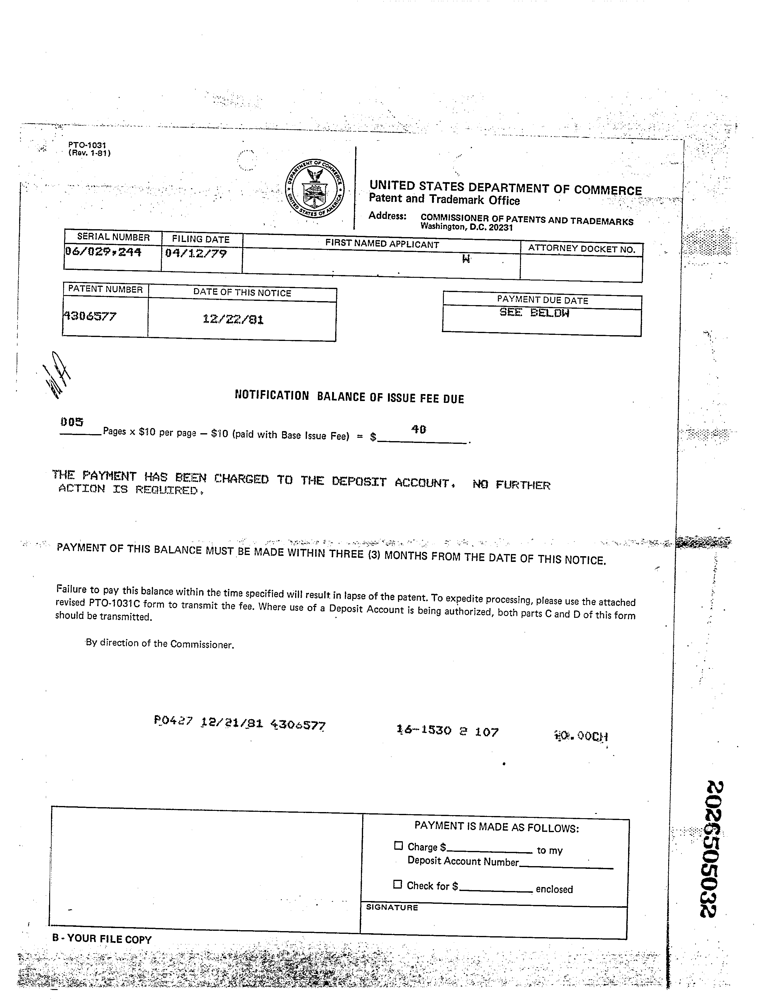 PTO-1031
(Rev. 1-81)
DEPARTMENT OF COMMERCE
UNITED STATES OF AMERICA
UNITED STATES DEPARTMENT OF COMMERCE
Patent and Trademark Office
Address: COMMISSIONER OF PATENTS AND TRADEMARKS
Washington, D.C. 20231
SERIAL NUMBER FILING DATE FIRST NAMED APPLICANT ATTORNEY DOCKET NO.
06/029,244 04/12/79 W
PATENT NUMBER DATE OF THIS NOTICE PAYMENT DUE DATE
4306577 12/22/81 SEE BELOW
NOTIFICATION BALANCE OF ISSUE FEE DUE
005 Pages x $10 per page — $10 (paid with Base Issue Fee) = $ 40
THE PAYMENT HAS BEEN CHARGED TO THE DEPOSIT ACCOUNT. NO FURTHER
ACTION IS REQUIRED.
PAYMENT OF THIS BALANCE MUST BE MADE WITHIN THREE (3) MONTHS FROM THE DATE OF THIS NOTICE.
Failure to pay this balance within the time specified will result in lapse of the patent. To expedite processing, please use the attached
revised PTO-1031C form to transmit the fee. Where use of a Deposit Account is being authorized, both parts C and D of this form
should be transmitted.
By direction of the Commissioner.
P0427 12/21/81 4306577 16-1530 2 107 40.00CH
PAYMENT IS MADE AS FOLLOWS:
☐ Charge $ to my
Deposit Account Number
☐ Check for $ enclosed
SIGNATURE
B - YOUR FILE COPY
2026505032